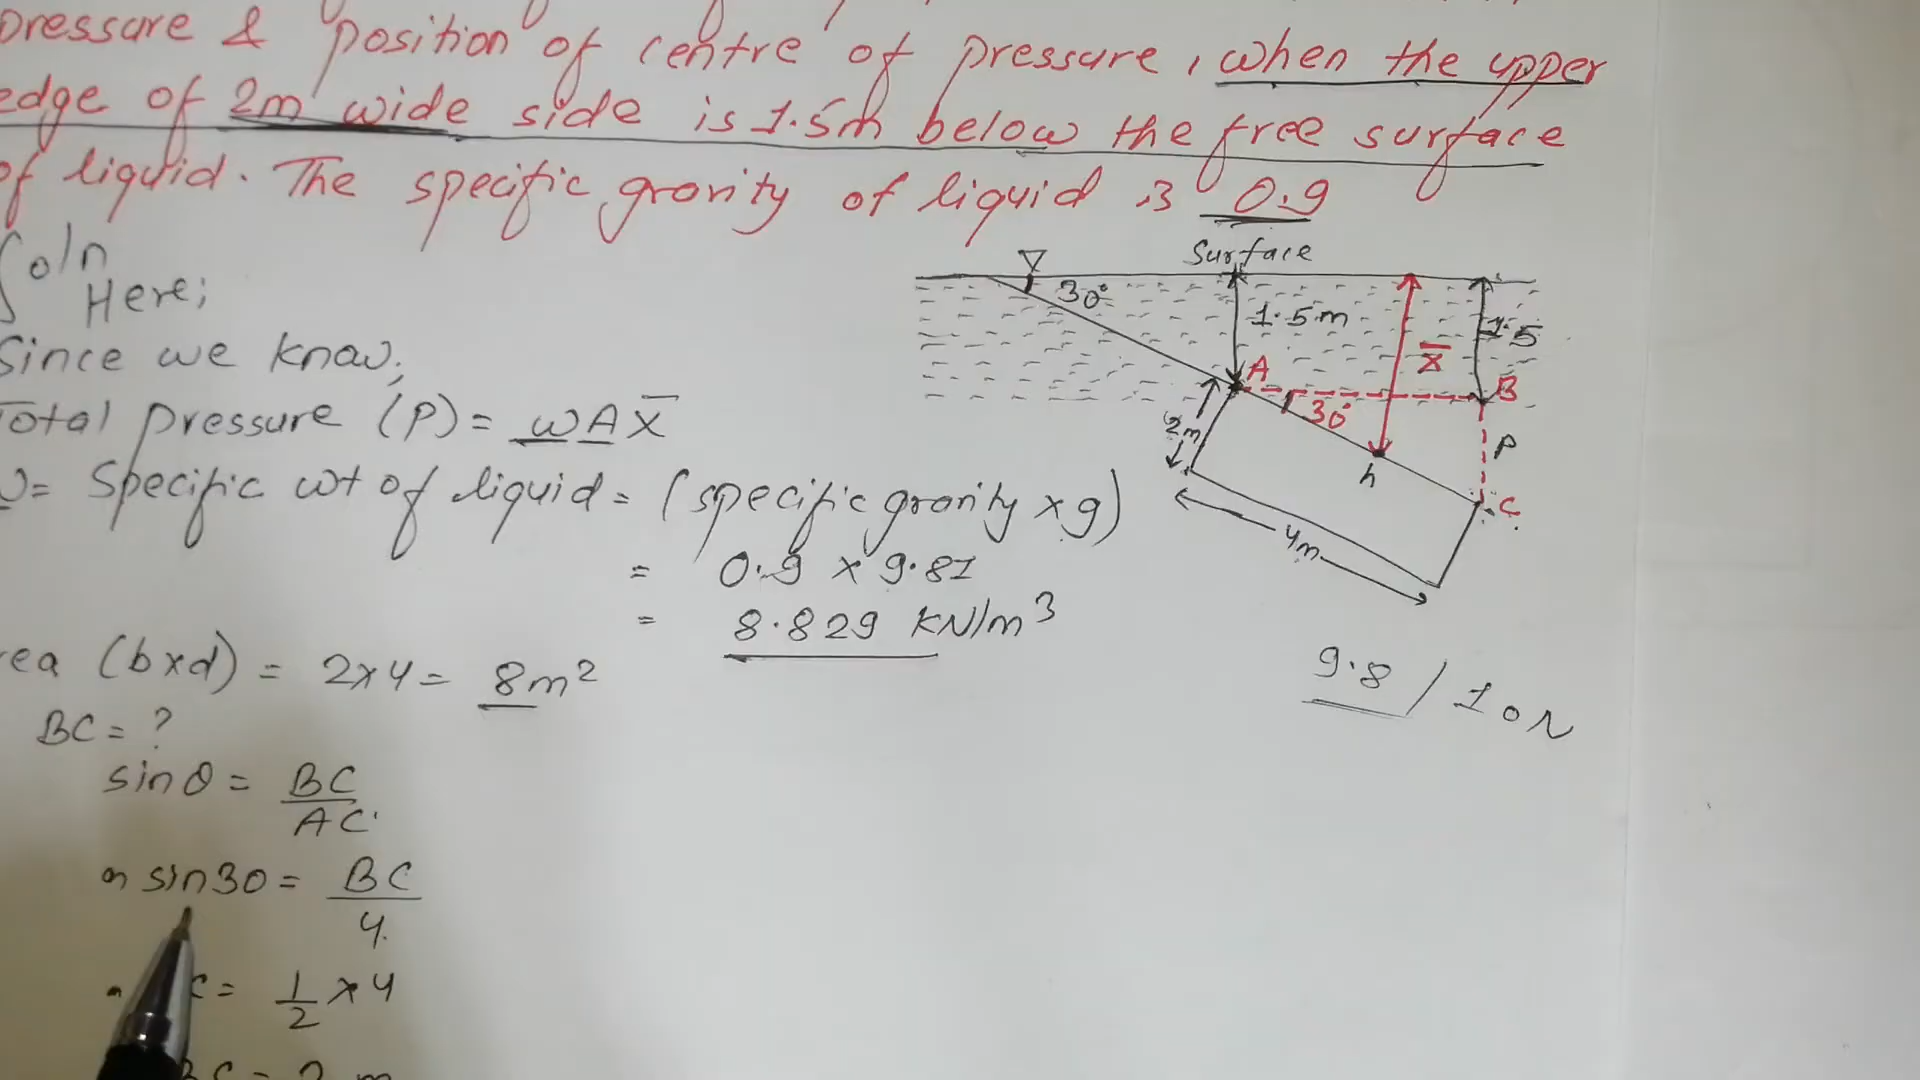 pressure & position of centre of pressure, when the upper
edge of 2m wide side is 1.5m below the free surface
of liquid. The specific gravity of liquid is 0.9
Soln
Here;
Since we know;
Total pressure (P) = ωAx̄
ω = Specific wt of liquid = (specific gravity × g)
= 0.9 × 9.81
= 8.829 KN/m³
rea (b×d) = 2×4 = 8m²
BC = ?
sinθ = BC/AC
sin30 = BC/4
C = 1/2 × 4
BC = 2 m
Surface
30°
1.5m
x̄
1.5
A
B
30°
2m
P
h
C
4m
9.8 / 10N